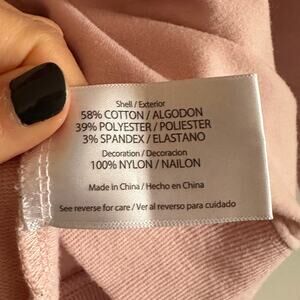 Shell / Exterior
58% COTTON / ALGODON
39% POLYESTER / POLIESTER
3% SPANDEX / ELASTANO
Decoration / Decoracion
100% NYLON / NAILON
Made in China / Hecho en China
See reverse for care / Ver al reverso para cuidado